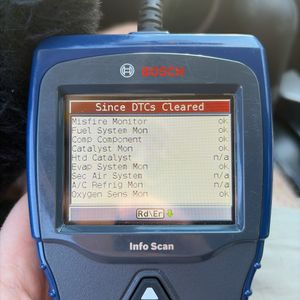 BOSCH
Since DTCs Cleared
Misfire Monitor ok
Fuel System Mon ok
Comp Component ok
Catalyst Mon ok
Htd Catalyst n/a
Evap System Mon ok
Sec Air System n/a
A/C Refrig Mon n/a
Oxygen Sens Mon ok
Rd\Er
Info Scan